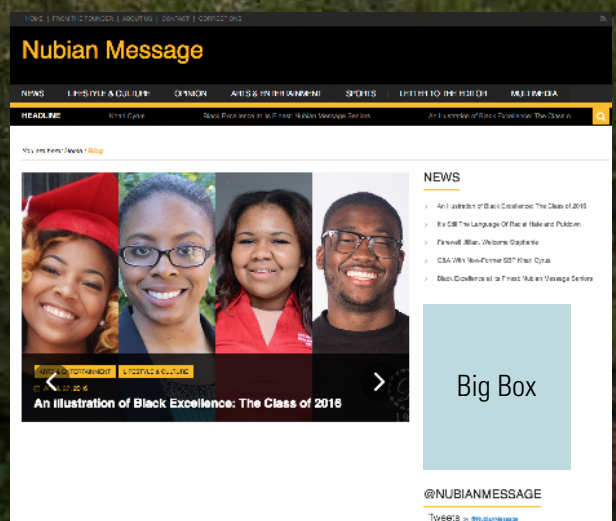 HOME | FROM THE FOUNDER | ABOUT US | CONTACT | CORRECTIONS
Nubian Message
NEWS LIFESTYLE & CULTURE OPINION ARTS & ENTERTAINMENT SPORTS LETTER TO THE EDITOR MULTIMEDIA
HEADLINE Khari Cyrus Black Excellence at its Finest: Nubian Message Seniors An Illustration of Black Excellence: The Class o
You are here: Home / Blog
NEWS
> An Illustration of Black Excellence: The Class of 2016
> It's Still The Language Of Racial Hate and Putdown
> Farewell Jillian, Welcome Stephanie
> Q&A With Now-Former SBP Khari Cyrus
> Black Excellence at its Finest: Nubian Message Seniors
ARTS & ENTERTAINMENT LIFESTYLE & CULTURE
27, 2016
An Illustration of Black Excellence: The Class of 2016
Big Box
@NUBIANMESSAGE
Tweets by @NubianMessage